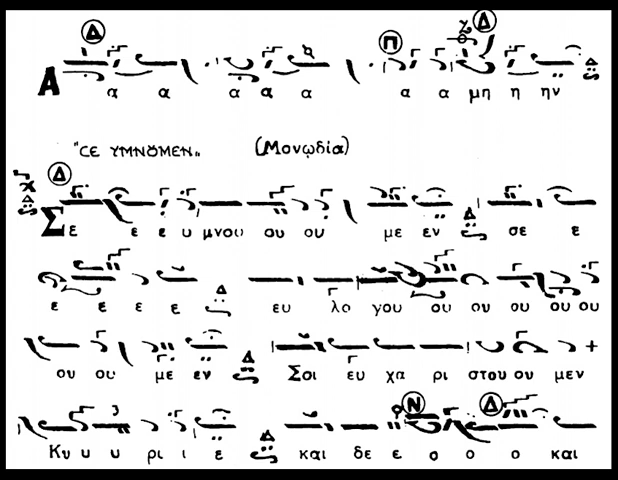 Α α α α α α α α μη η ην
"ϹΕ ΥΜΝȢΜΕΝ„ (Μονῳδία)
Σε ε ε υ μνου ου ου με εν σε ε
ε ε ε ε ευ λο γου ου ου ου ου ου
ου ου με εν Σοι ευ χα ρι στου ου μεν
Κυ υ υ ρι ι ε και δε ε ο ο ο και